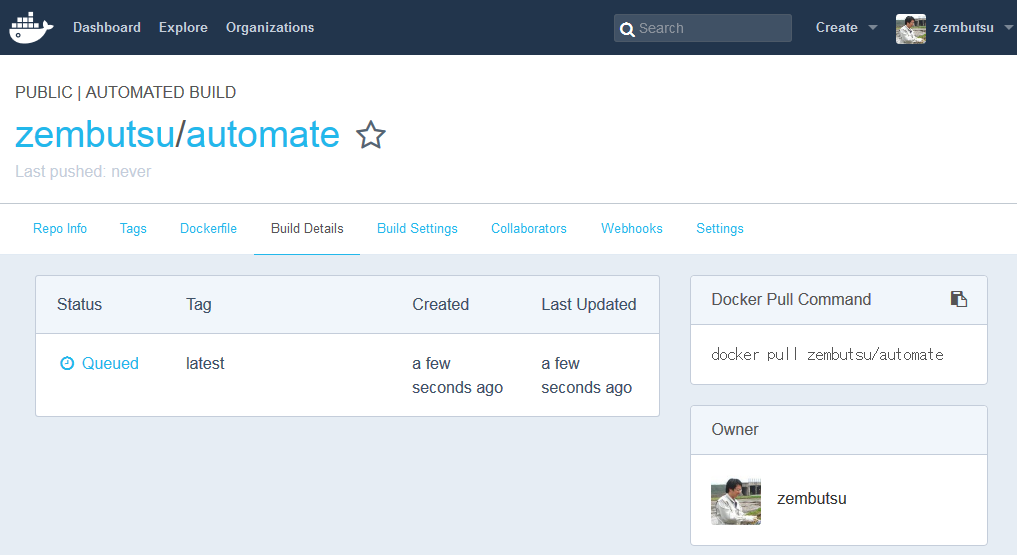 Dashboard Explore Organizations Search Create zembutsu
PUBLIC | AUTOMATED BUILD
zembutsu/automate
Last pushed: never
Repo Info Tags Dockerfile Build Details Build Settings Collaborators Webhooks Settings
Status Tag Created Last Updated
Queued latest a few seconds ago a few seconds ago
Docker Pull Command
docker pull zembutsu/automate
Owner
zembutsu